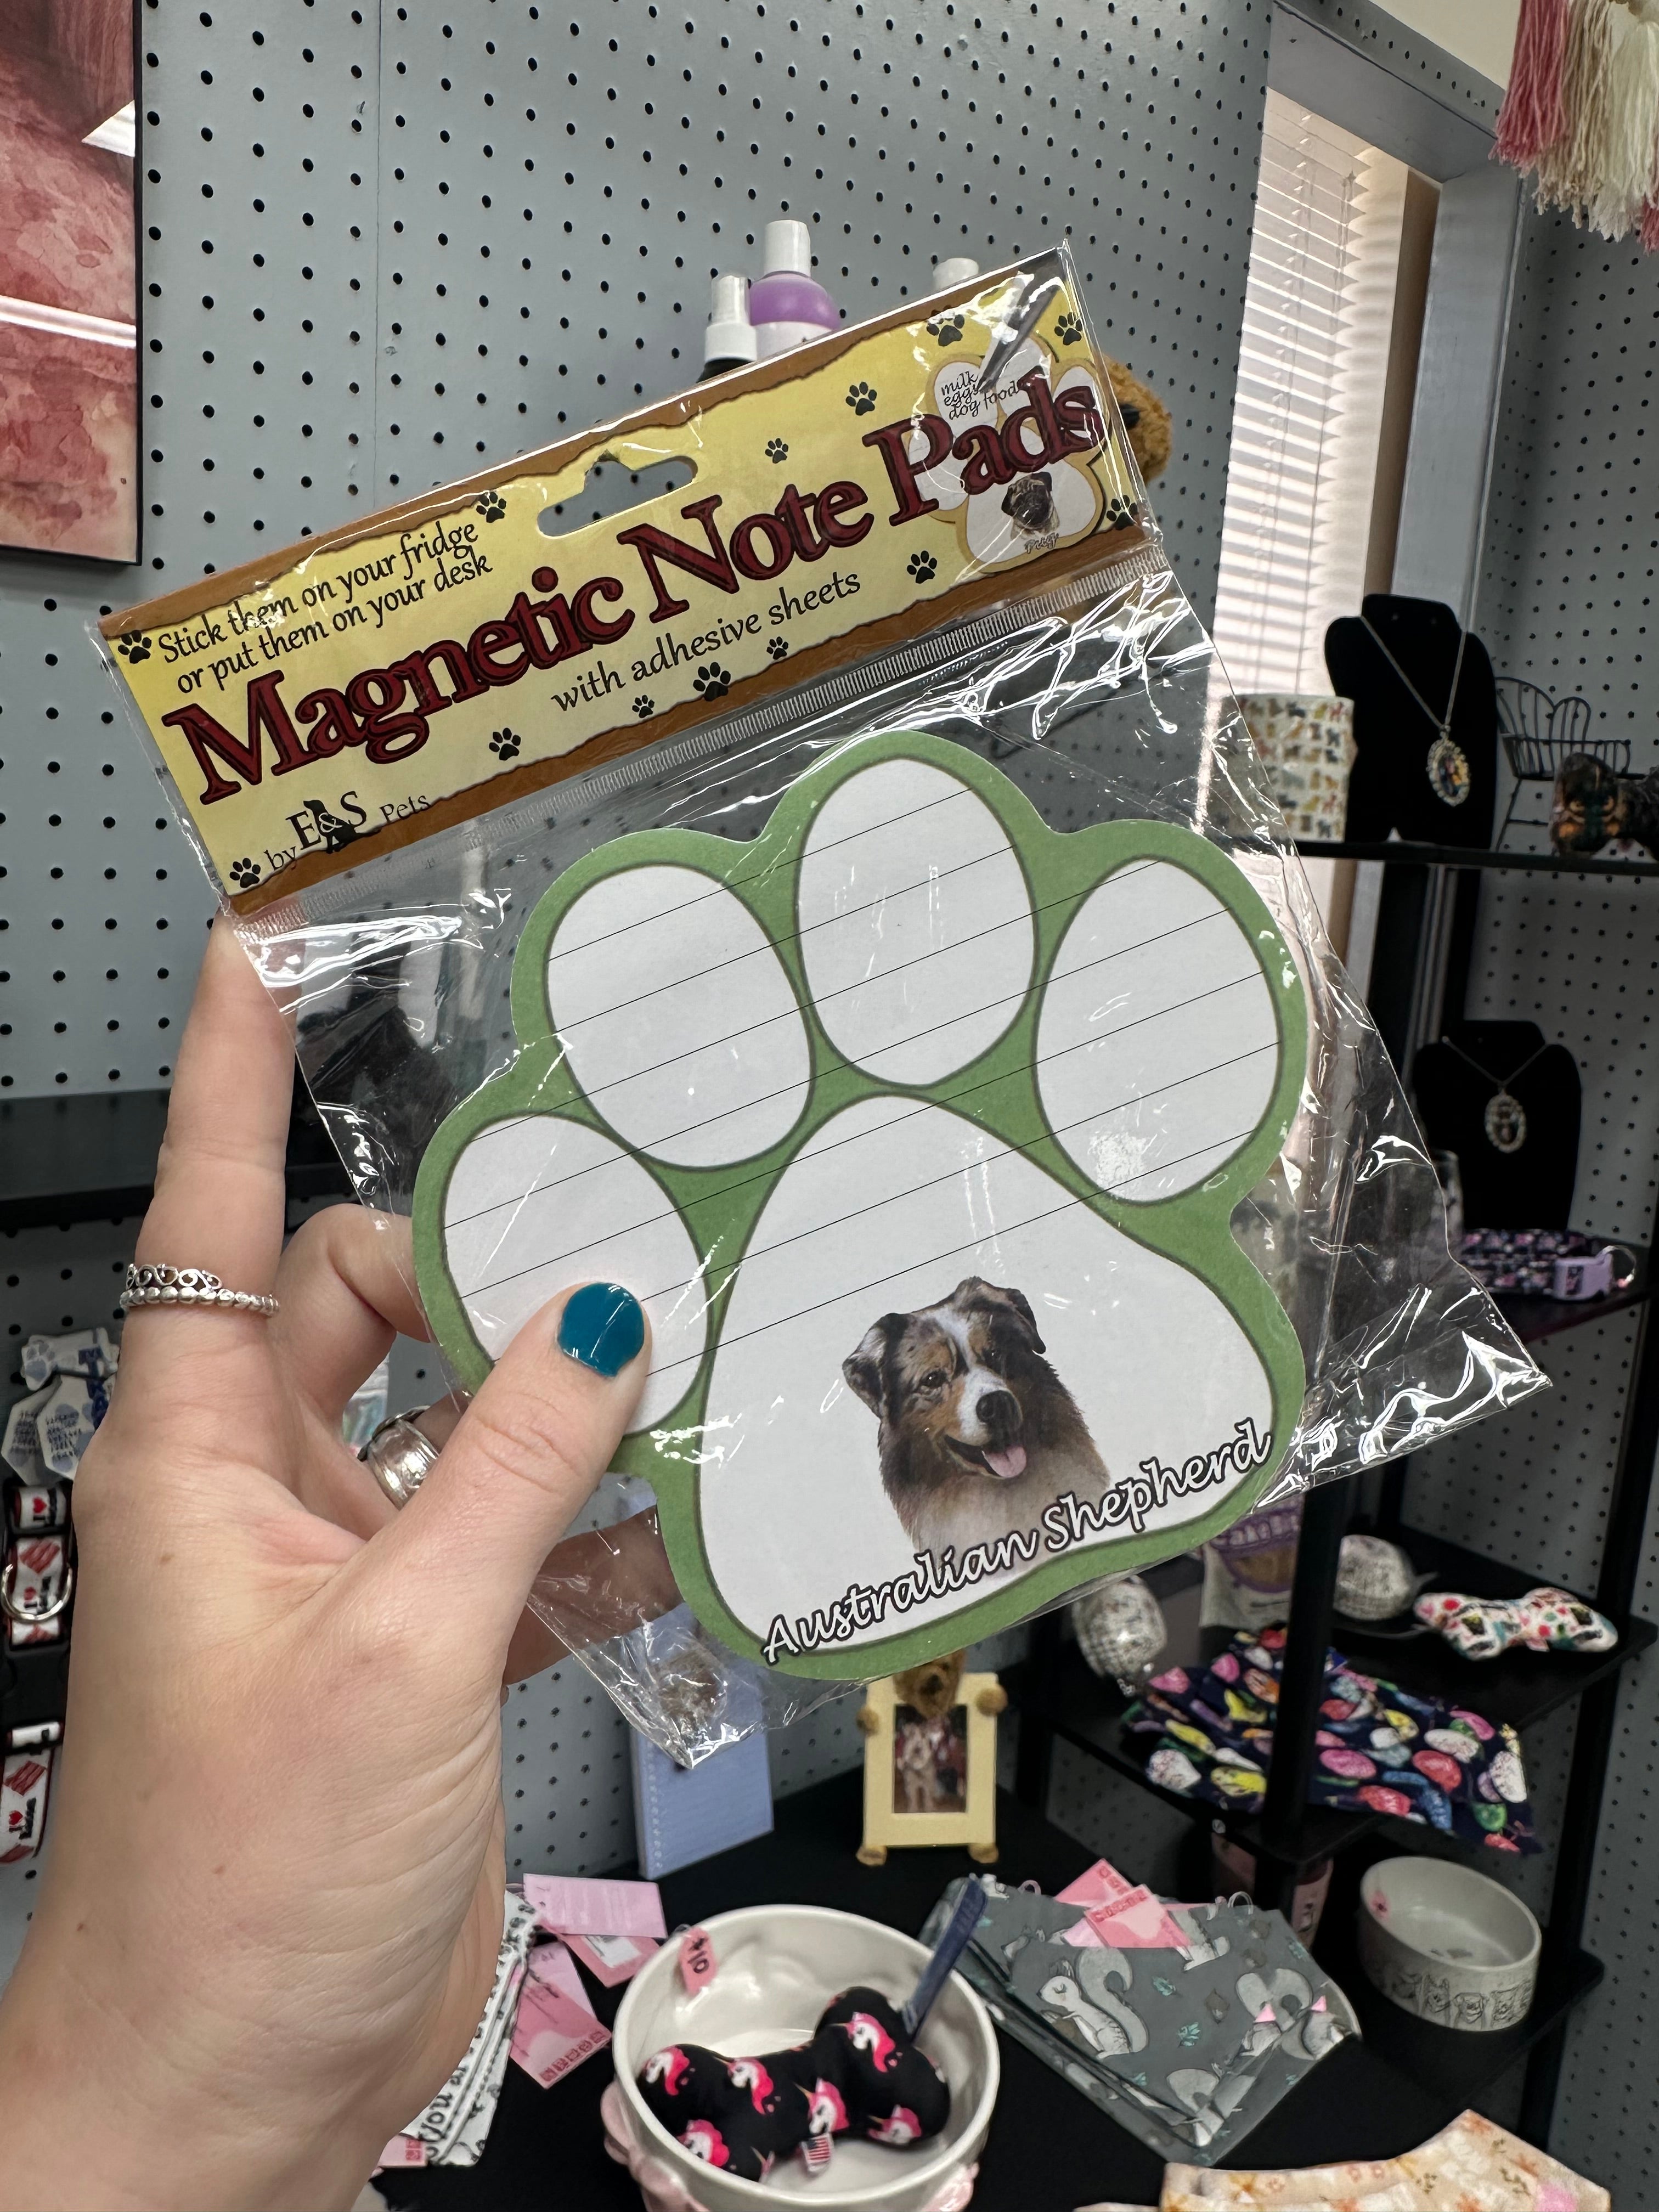 Stick them on your fridge
or put them on your desk
Magnetic Note Pads
with adhesive sheets
by E&S Pets
milk
eggs
dog food
Pug
Australian Shepherd
$10